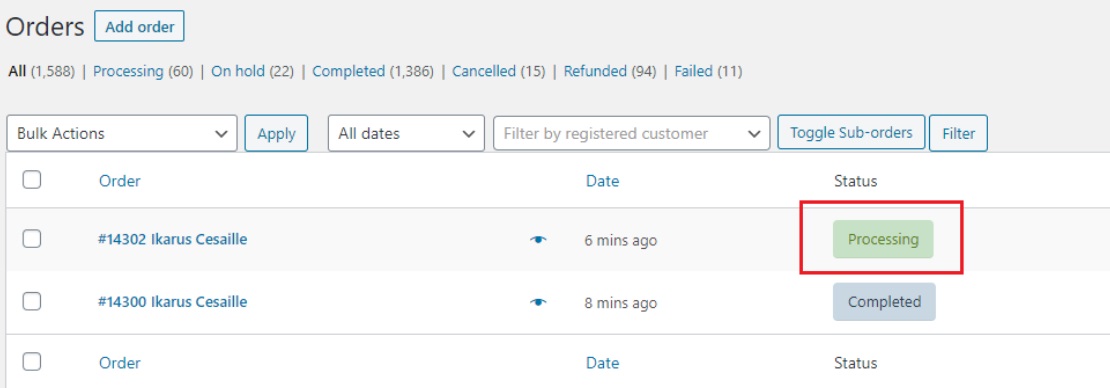 Orders Add order
All (1,588) | Processing (60) | On hold (22) | Completed (1,386) | Cancelled (15) | Refunded (94) | Failed (11)
Bulk Actions Apply All dates Filter by registered customer Toggle Sub-orders Filter
Order Date Status
#14302 Ikarus Cesaille 6 mins ago Processing
#14300 Ikarus Cesaille 8 mins ago Completed
Order Date Status